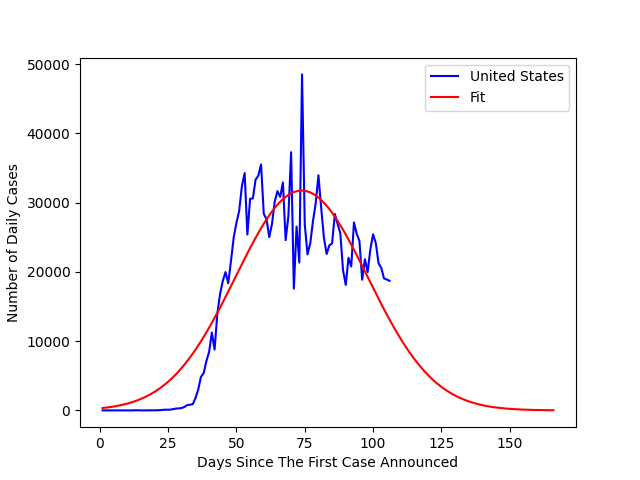 United States
Fit
50000
40000
30000
20000
10000
0
Number of Daily Cases
0 25 50 75 100 125 150
Days Since The First Case Announced